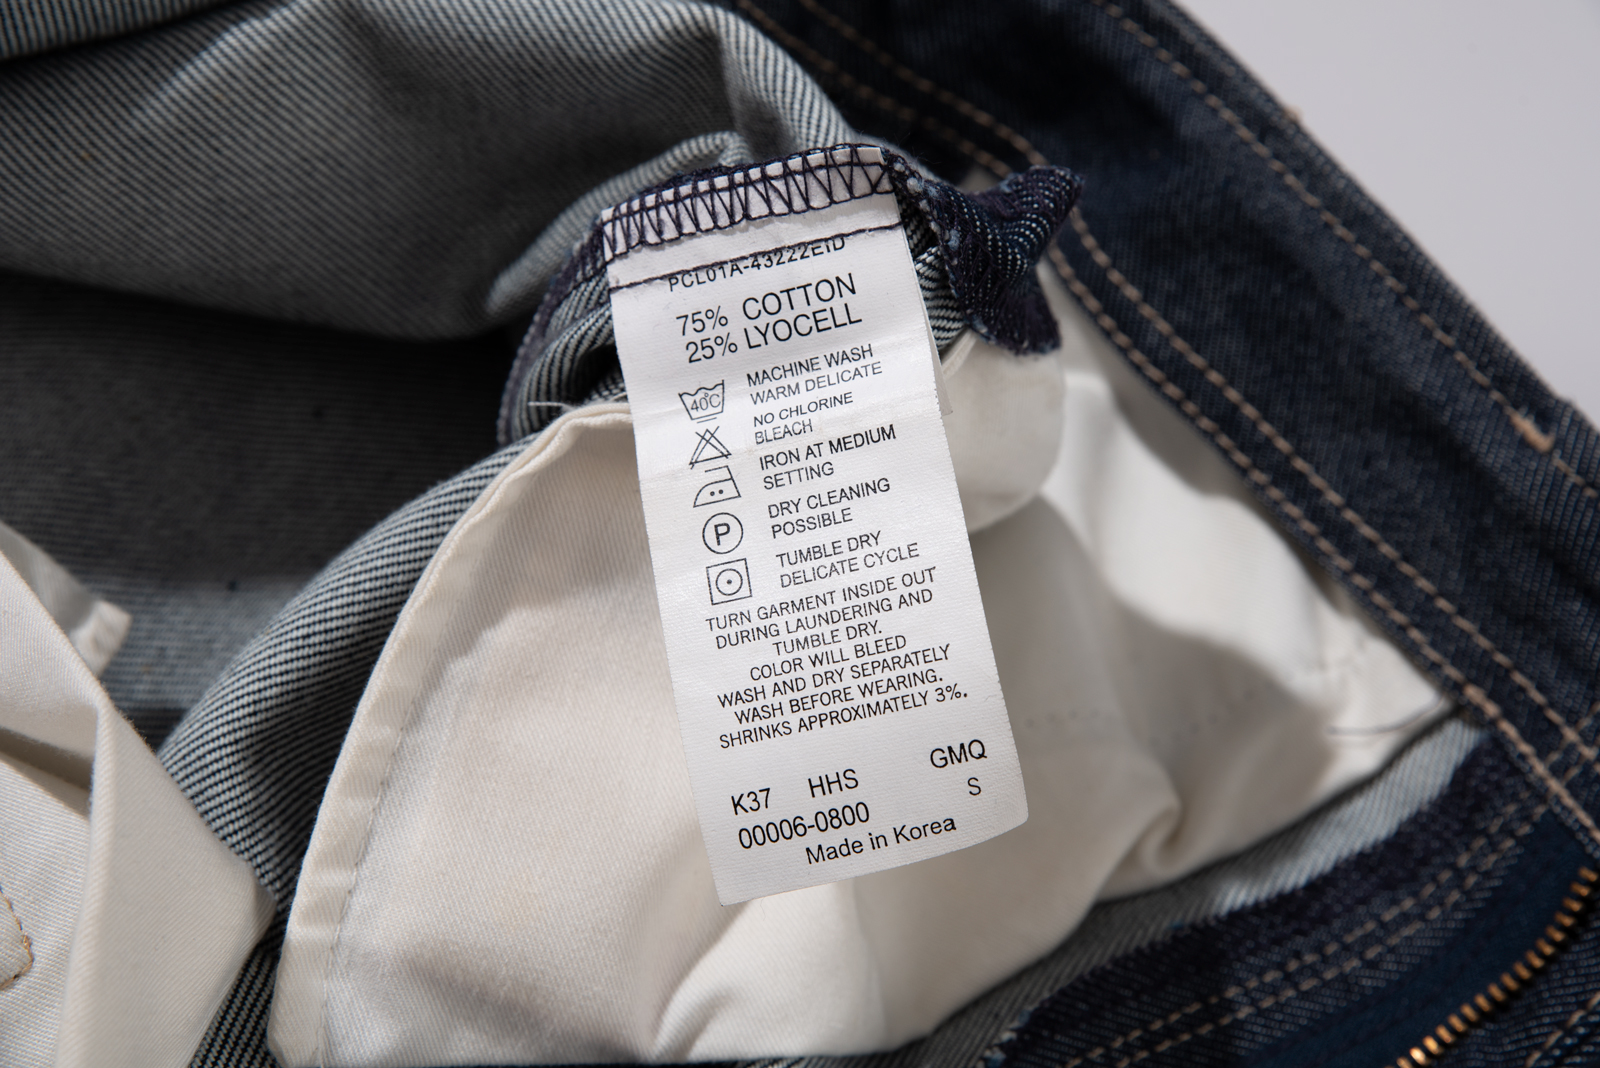 PCL01A-43222E1D
75% COTTON
25% LYOCELL
40°C
MACHINE WASH
WARM DELICATE
NO CHLORINE
BLEACH
IRON AT MEDIUM
SETTING
P
DRY CLEANING
POSSIBLE
TUMBLE DRY
DELICATE CYCLE
TURN GARMENT INSIDE OUT
DURING LAUNDERING AND
TUMBLE DRY.
COLOR WILL BLEED
WASH AND DRY SEPARATELY
WASH BEFORE WEARING.
SHRINKS APPROXIMATELY 3%.
K37 HHS GMQ
00006-0800 S
Made in Korea